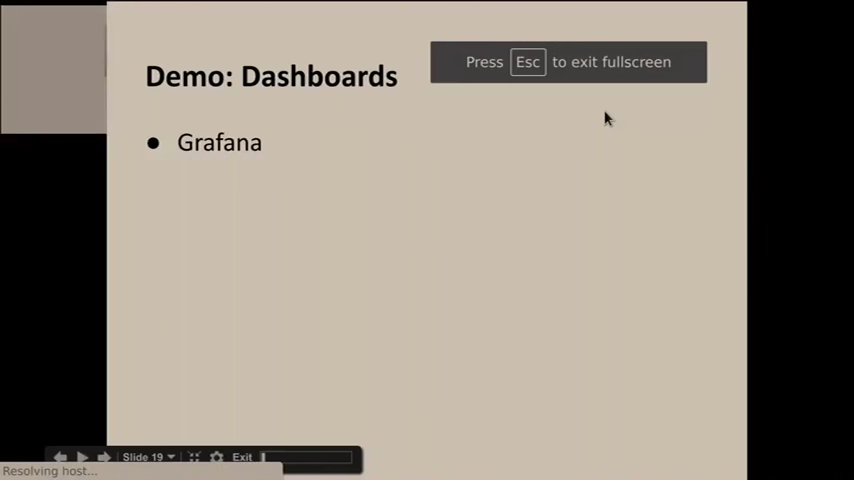 Press Esc to exit fullscreen
Demo: Dashboards
● Grafana
Slide 19 Exit
Resolving host...